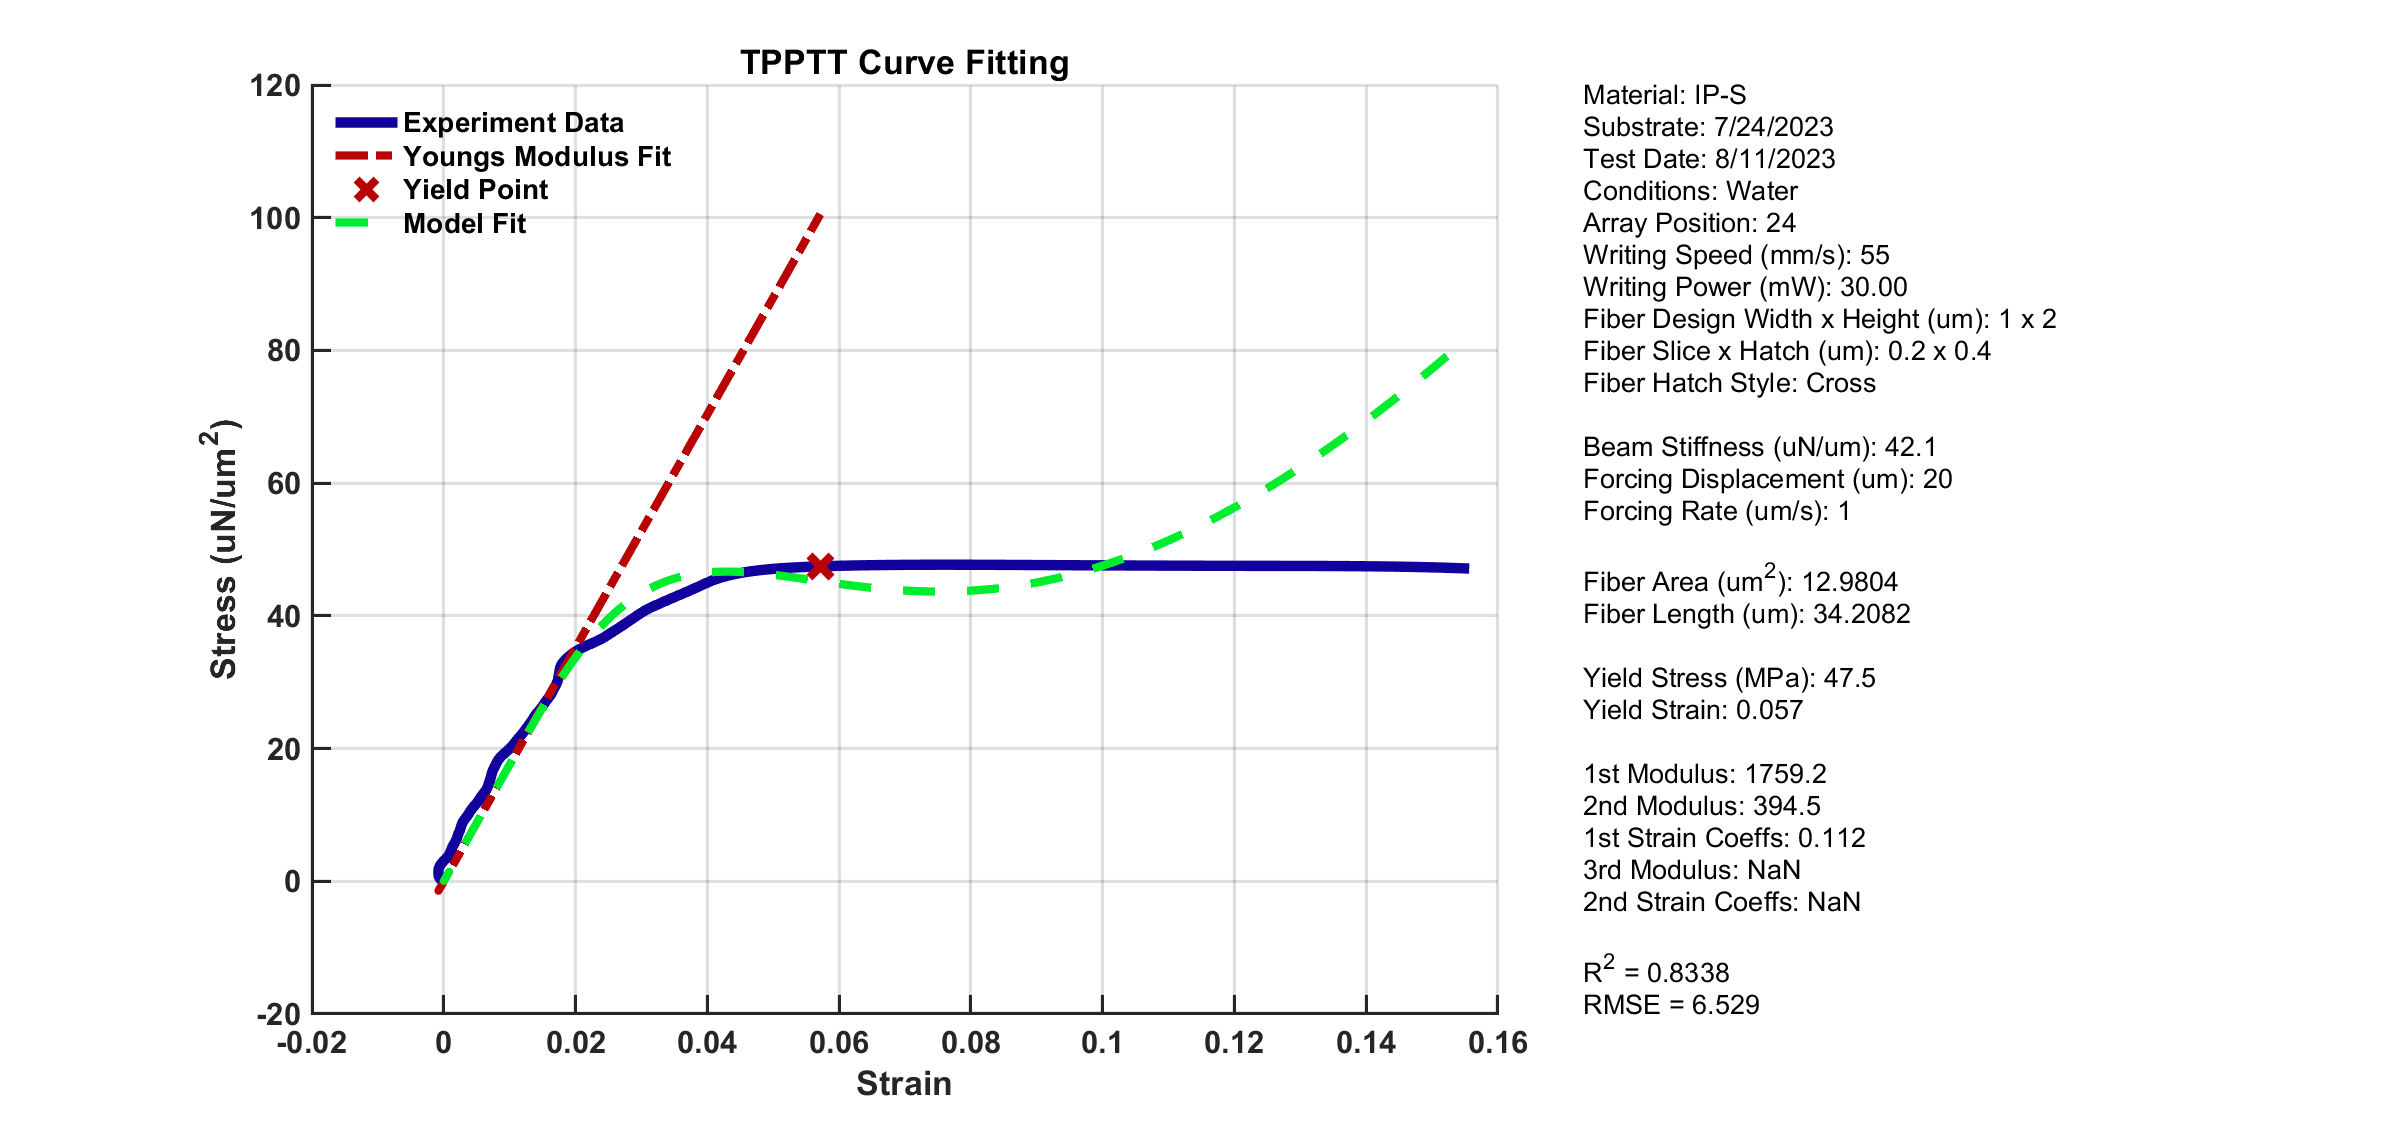 TPPTT Curve Fitting
120
100
80
60
40
20
0
-20
Stress (uN/um²)
Experiment Data
Youngs Modulus Fit
Yield Point
Model Fit
-0.02 0 0.02 0.04 0.06 0.08 0.1 0.12 0.14 0.16
Strain
Material: IP-S
Substrate: 7/24/2023
Test Date: 8/11/2023
Conditions: Water
Array Position: 24
Writing Speed (mm/s): 55
Writing Power (mW): 30.00
Fiber Design Width x Height (um): 1 x 2
Fiber Slice x Hatch (um): 0.2 x 0.4
Fiber Hatch Style: Cross
Beam Stiffness (uN/um): 42.1
Forcing Displacement (um): 20
Forcing Rate (um/s): 1
Fiber Area (um²): 12.9804
Fiber Length (um): 34.2082
Yield Stress (MPa): 47.5
Yield Strain: 0.057
1st Modulus: 1759.2
2nd Modulus: 394.5
1st Strain Coeffs: 0.112
3rd Modulus: NaN
2nd Strain Coeffs: NaN
R² = 0.8338
RMSE = 6.529